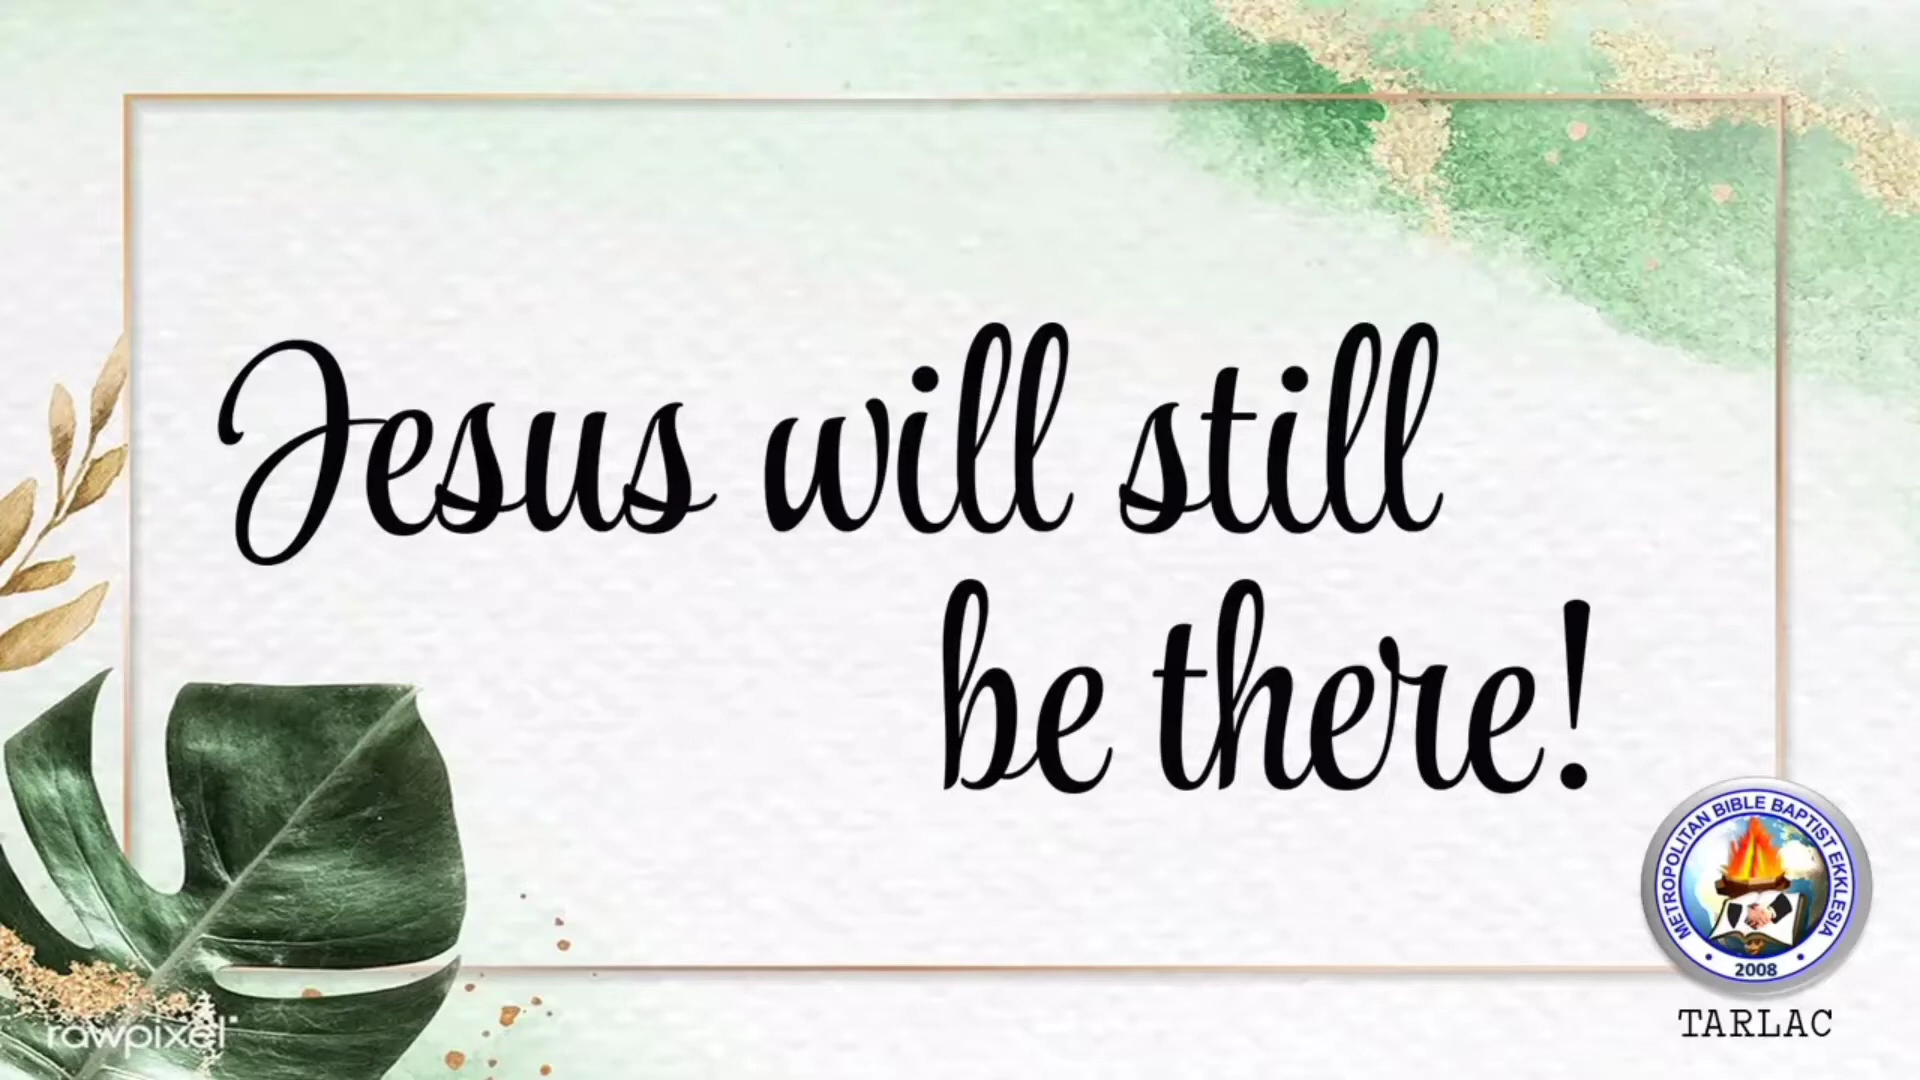 Jesus will still
be there!
METROPOLITAN BIBLE BAPTIST EKKLESIA
2008
TARLAC
rawpixel